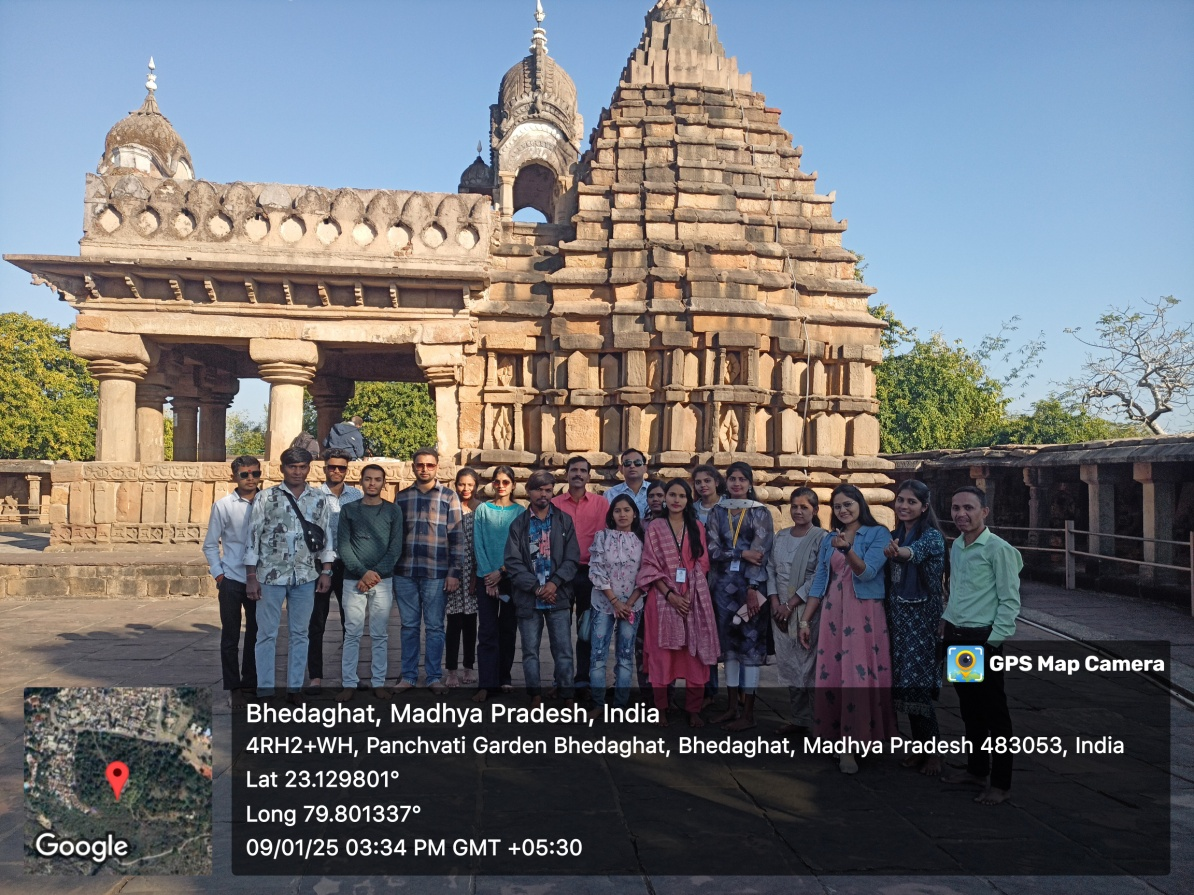 GPS Map Camera
Bhedaghat, Madhya Pradesh, India
4RH2+WH, Panchvati Garden Bhedaghat, Bhedaghat, Madhya Pradesh 483053, India
Lat 23.129801°
Long 79.801337°
09/01/25 03:34 PM GMT +05:30
Google